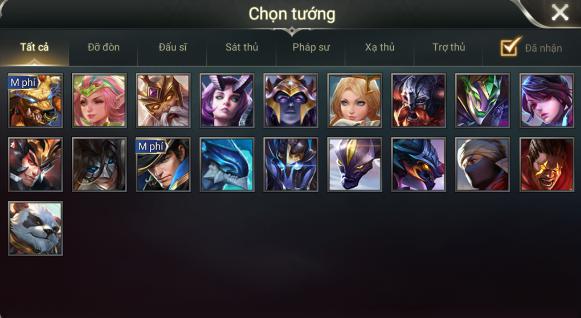 Chọn tướng
Tất cả Đỡ đòn Đấu sĩ Sát thủ Pháp sư Xạ thủ Trợ thủ Đã nhận
M phí
M phí